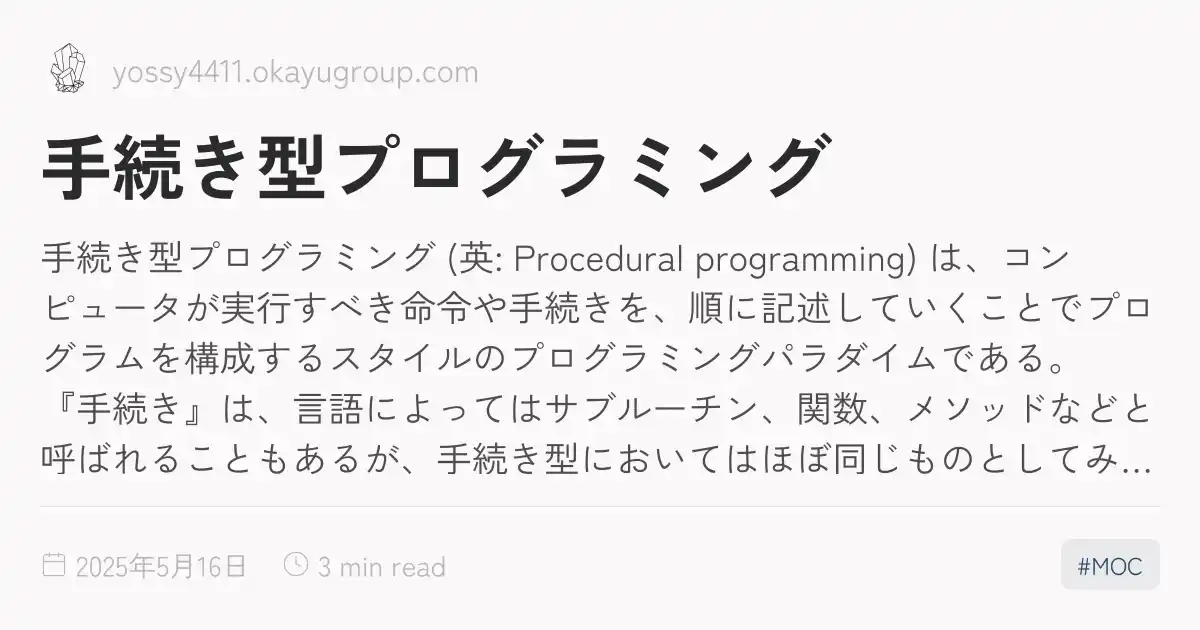 yossy4411.okayugroup.com
手続き型プログラミング
手続き型プログラミング (英: Procedural programming) は、コン
ピュータが実行すべき命令や手続きを、順に記述していくことでプロ
グラムを構成するスタイルのプログラミングパラダイムである。
『手続き』は、言語によってはサブルーチン、関数、メソッドなどと
呼ばれることもあるが、手続き型においてはほぼ同じものとしてみ...
2025年5月16日 3 min read #MOC